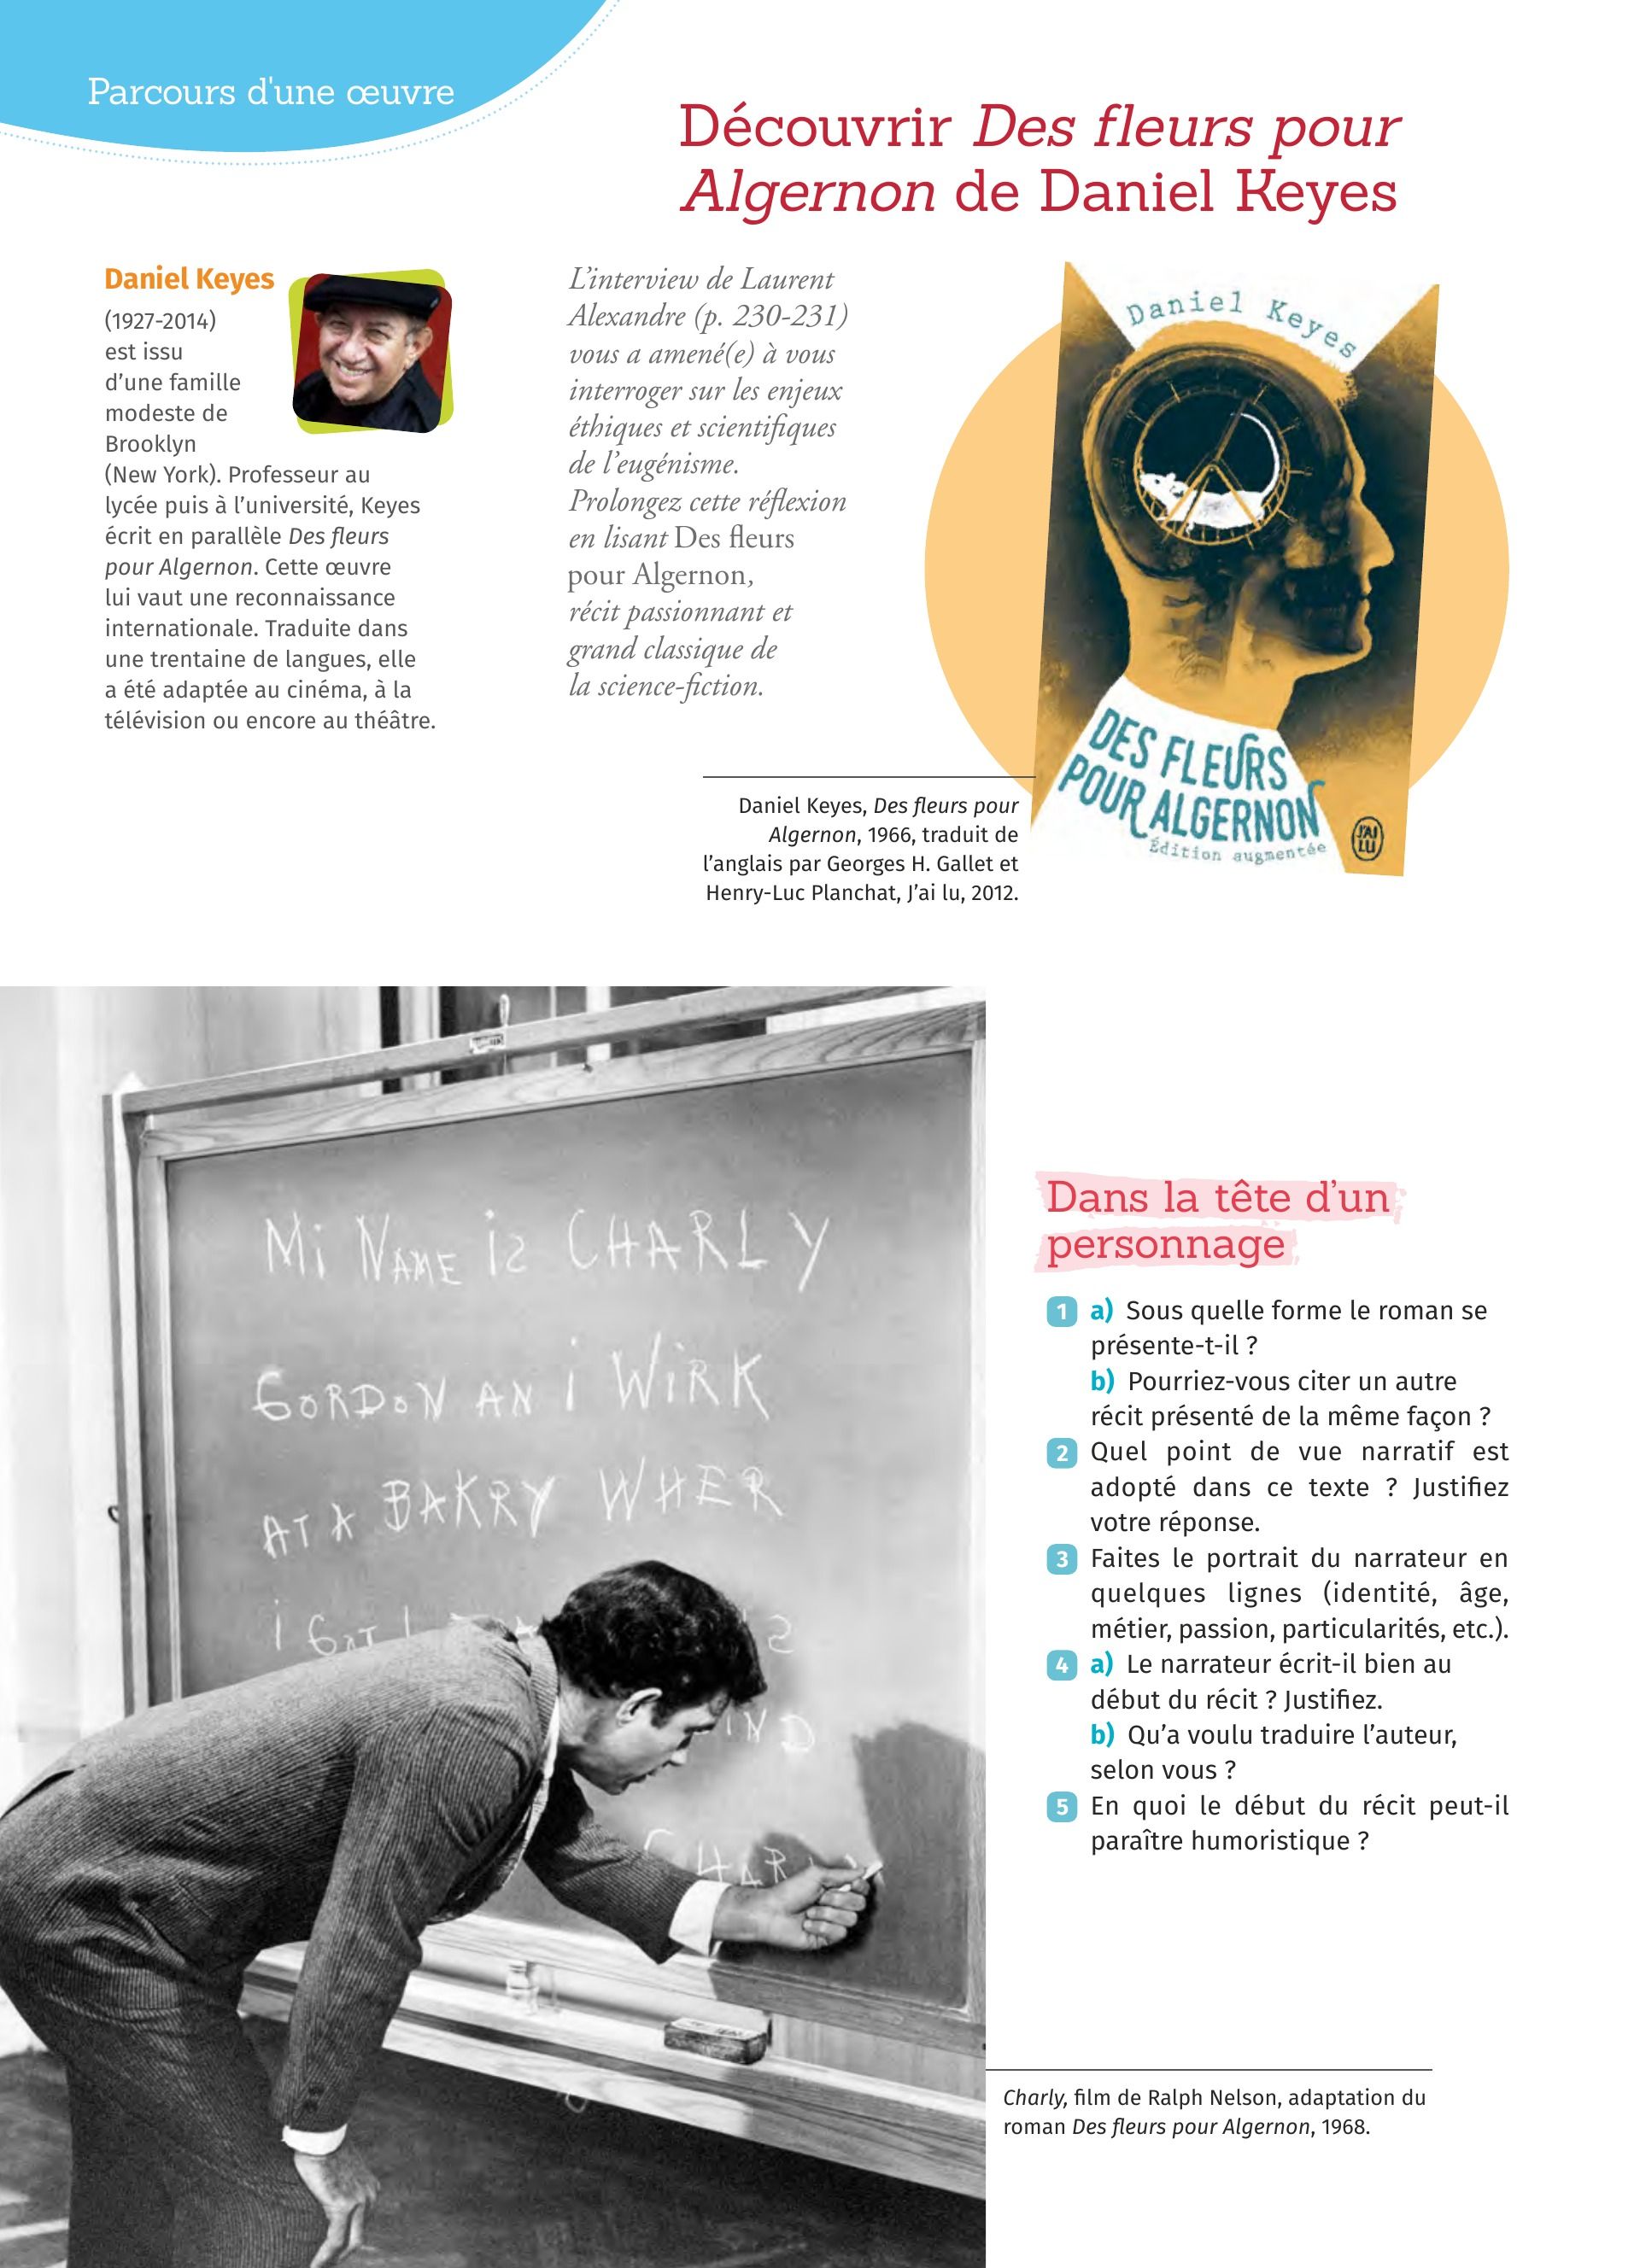 Parcours d'une œuvre
Découvrir Des fleurs pour
Algernon de Daniel Keyes
Daniel Keyes
(1927-2014)
est issu
d’une famille
modeste de
Brooklyn
(New York). Professeur au
lycée puis à l’université, Keyes
écrit en parallèle Des fleurs
pour Algernon. Cette œuvre
lui vaut une reconnaissance
internationale. Traduite dans
une trentaine de langues, elle
a été adaptée au cinéma, à la
télévision ou encore au théâtre.
L’interview de Laurent
Alexandre (p. 230-231)
vous a amené(e) à vous
interroger sur les enjeux
éthiques et scientifiques
de l’eugénisme.
Prolongez cette réflexion
en lisant Des fleurs
pour Algernon,
récit passionnant et
grand classique de
la science-fiction.
Daniel Keyes
DES FLEURS
POUR ALGERNON
Édition augmentée
J'AI
LU
Daniel Keyes, Des fleurs pour
Algernon, 1966, traduit de
l’anglais par Georges H. Gallet et
Henry-Luc Planchat, J’ai lu, 2012.
Mi NAME iz CHARLY
GORDON AN i WiRK
AT A BAKRY WHER
i
IND
CHAR
Dans la tête d’un
personnage
1 a) Sous quelle forme le roman se
présente-t-il ?
b) Pourriez-vous citer un autre
récit présenté de la même façon ?
2 Quel point de vue narratif est
adopté dans ce texte ? Justifiez
votre réponse.
3 Faites le portrait du narrateur en
quelques lignes (identité, âge,
métier, passion, particularités, etc.).
4 a) Le narrateur écrit-il bien au
début du récit ? Justifiez.
b) Qu’a voulu traduire l’auteur,
selon vous ?
5 En quoi le début du récit peut-il
paraître humoristique ?
Charly, film de Ralph Nelson, adaptation du
roman Des fleurs pour Algernon, 1968.